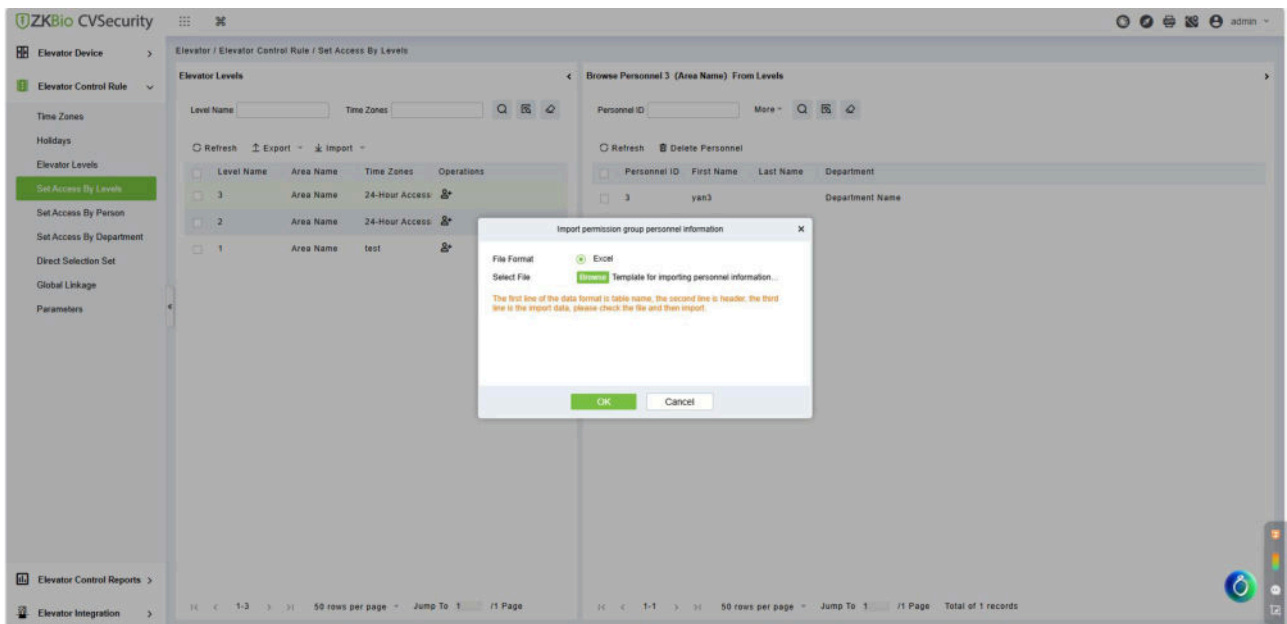 ZKBio CVSecurity
admin
Elevator Device
Elevator Control Rule
Time Zones
Holidays
Elevator Levels
Set Access By Levels
Set Access By Person
Set Access By Department
Direct Selection Set
Global Linkage
Parameters
Elevator Control Reports
Elevator Integration
Elevator / Elevator Control Rule / Set Access By Levels
Elevator Levels
Level Name Time Zones
Refresh Export Import
Level Name Area Name Time Zones Operations
3 Area Name 24-Hour Access
2 Area Name 24-Hour Access
1 Area Name test
1-3 50 rows per page Jump To 1 /1 Page
Browse Personnel 3 (Area Name) From Levels
Personnel ID More
Refresh Delete Personnel
Personnel ID First Name Last Name Department
3 yan3 Department Name
1-1 50 rows per page Jump To 1 /1 Page Total of 1 records
Import permission group personnel information
File Format Excel
Select File Browse Template for importing personnel information...
The first line of the data format is table name, the second line is header, the third
line is the import data, please check the file and then import.
OK Cancel